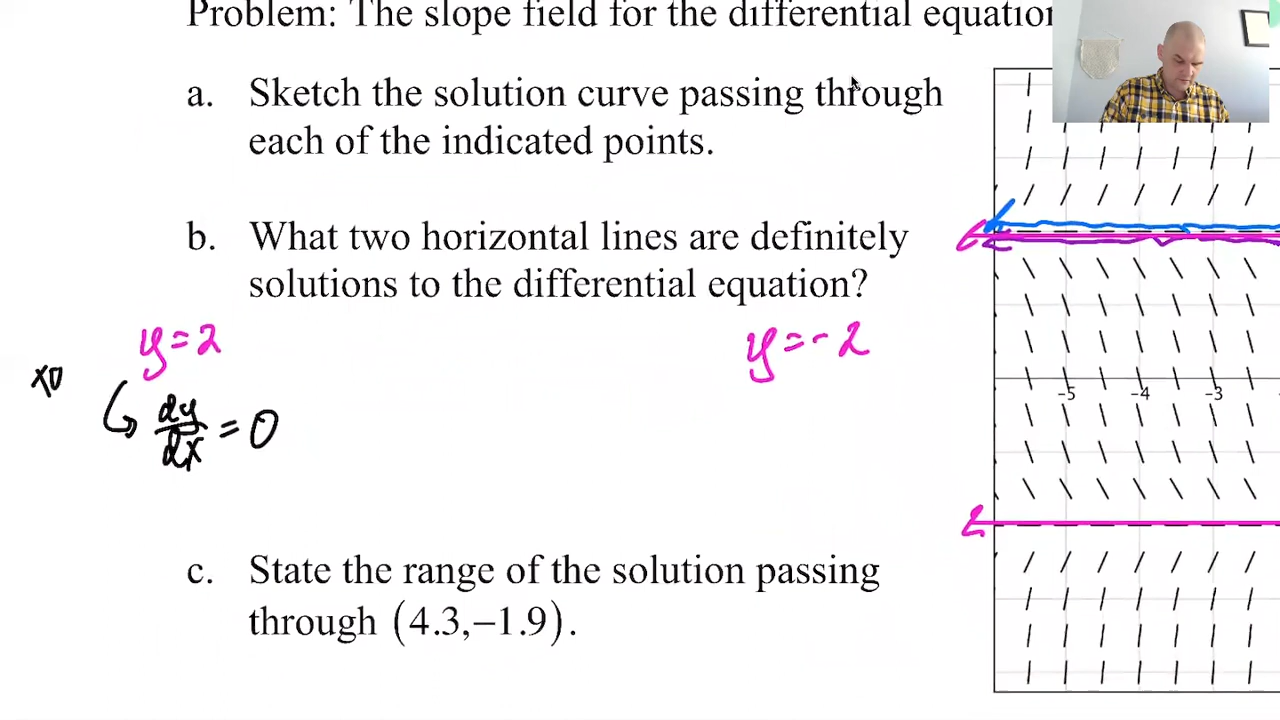 Problem: The slope field for the differential equation
a. Sketch the solution curve passing through
each of the indicated points.
b. What two horizontal lines are definitely
solutions to the differential equation?
y=2
y=-2
dy/dx = 0
-5 -4 -3
c. State the range of the solution passing
through (4.3,−1.9).